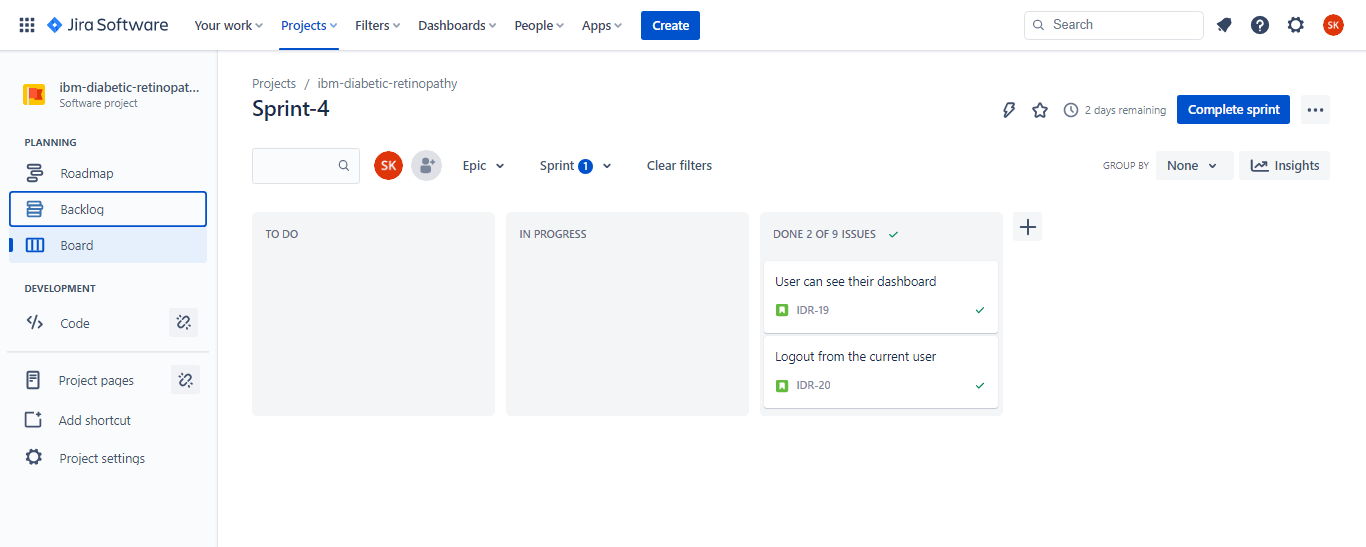 Jira Software Your work Projects Filters Dashboards People Apps Create Search SK
ibm-diabetic-retinopat...
Software project
PLANNING
Roadmap
Backlog
Board
DEVELOPMENT
Code
Project pages
Add shortcut
Project settings
Projects / ibm-diabetic-retinopathy
Sprint-4
2 days remaining Complete sprint
SK Epic Sprint 1 Clear filters GROUP BY None Insights
TO DO
IN PROGRESS
DONE 2 OF 9 ISSUES
User can see their dashboard
IDR-19
Logout from the current user
IDR-20